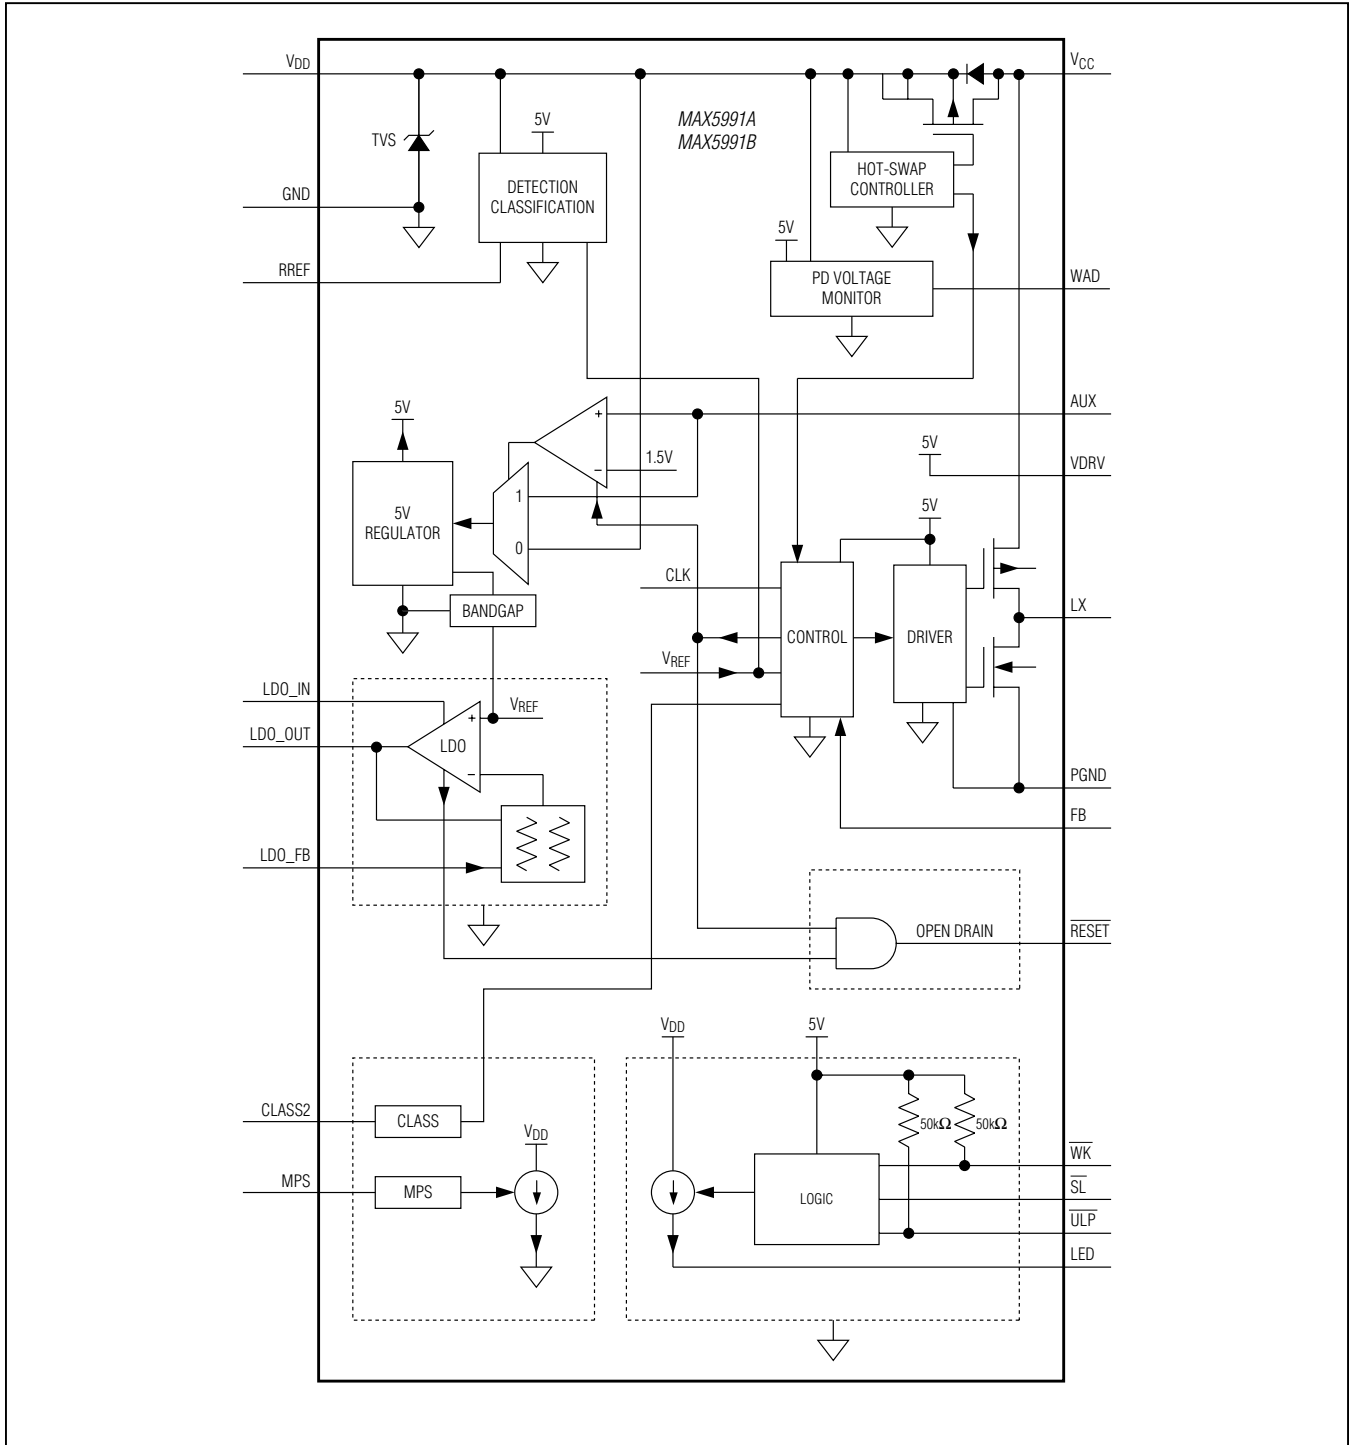 VDD
VCC
MAX5991A
MAX5991B
5V
TVS
DETECTION
CLASSIFICATION
HOT-SWAP
CONTROLLER
GND
5V
RREF
PD VOLTAGE
MONITOR
WAD
5V
+
AUX
5V
−
1.5V
VDRV
1
5V
REGULATOR
5V
0
CLK
LX
BANDGAP
CONTROL
DRIVER
VREF
LDO_IN
+
VREF
LDO_OUT
LDO
−
PGND
FB
LDO_FB
OPEN DRAIN
RESET
VDD
5V
CLASS2
CLASS
50kΩ
50kΩ
VDD
WK
MPS
MPS
LOGIC
SL
ULP
LED